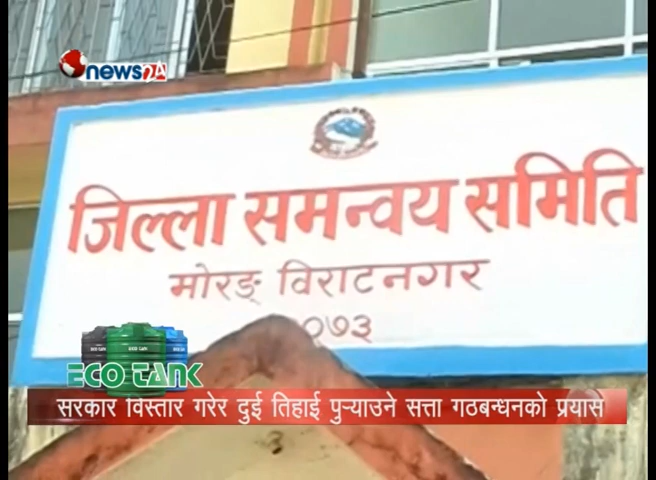 news24
जिल्ला समन्वय समिति
मोरङ् विराटनगर
२०७३
ECO TANK
सरकार विस्तार गरेर दुई तिहाई पुर्‍याउने सत्ता गठबन्धनको प्रयास